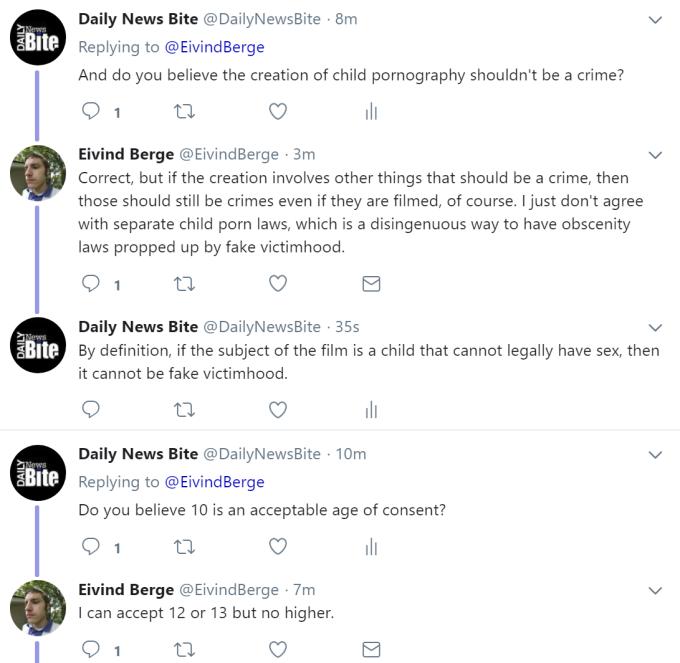 Daily News Bite @DailyNewsBite · 8m
Replying to @EivindBerge
And do you believe the creation of child pornography shouldn't be a crime?
1
Eivind Berge @EivindBerge · 3m
Correct, but if the creation involves other things that should be a crime, then
those should still be crimes even if they are filmed, of course. I just don't agree
with separate child porn laws, which is a disingenuous way to have obscenity
laws propped up by fake victimhood.
1
Daily News Bite @DailyNewsBite · 35s
By definition, if the subject of the film is a child that cannot legally have sex, then
it cannot be fake victimhood.
Daily News Bite @DailyNewsBite · 10m
Replying to @EivindBerge
Do you believe 10 is an acceptable age of consent?
1
Eivind Berge @EivindBerge · 7m
I can accept 12 or 13 but no higher.
1
DAILY News Bite
DAILY News Bite
DAILY News Bite